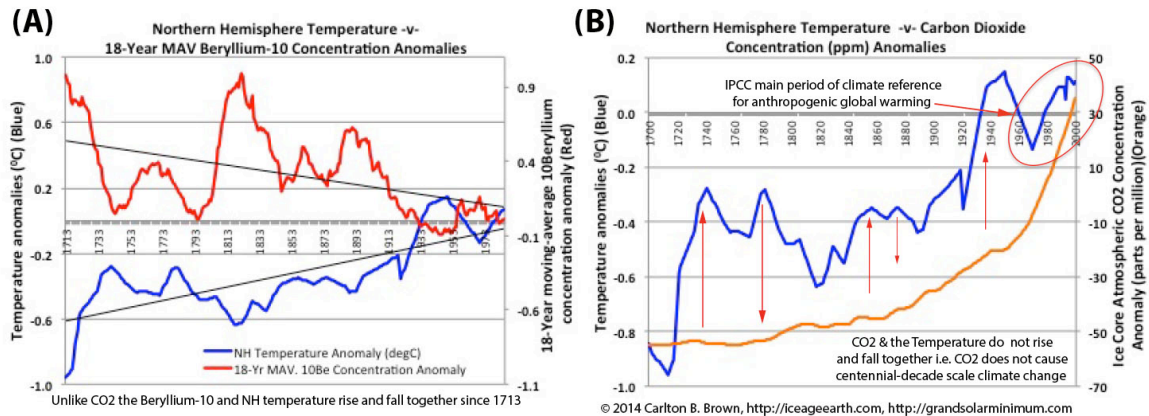 (A)
Northern Hemisphere Temperature -v-
18-Year MAV Beryllium-10 Concentration Anomalies
Temperature anomalies (⁰C) (Blue)
1.0
0.6
0.2
-0.2
-0.6
-1.0
1713
1733
1753
1773
1793
1813
1833
1853
1873
1893
1913
1933
1953
1973
0.9
0.4
-0.1
-0.6
-1.1
18-Year moving-average 10Beryllium
concentration anomaly (Red)
NH Temperature Anomaly (degC)
18-Yr MAV. 10Be Concentration Anomaly
Unlike CO2 the Beryllium-10 and NH temperature rise and fall together since 1713
(B)
Northern Hemisphere Temperature -v- Carbon Dioxide
Concentration (ppm) Anomalies
Temperature anomalies (⁰C) (Blue)
0.2
0.0
-0.2
-0.4
-0.6
-0.8
-1.0
IPCC main period of climate reference
for anthropogenic global warming
1700
1720
1740
1760
1780
1800
1820
1840
1860
1880
1900
1920
1940
1960
1980
2000
50
30
10
-10
-30
-50
-70
Ice Core Atmospheric CO2 Concentration
Anomaly (parts per million)(Orange)
CO2 & the Temperature do not rise
and fall together i.e. CO2 does not cause
centennial-decade scale climate change
© 2014 Carlton B. Brown, http://iceageearth.com, http://grandsolarminimum.com